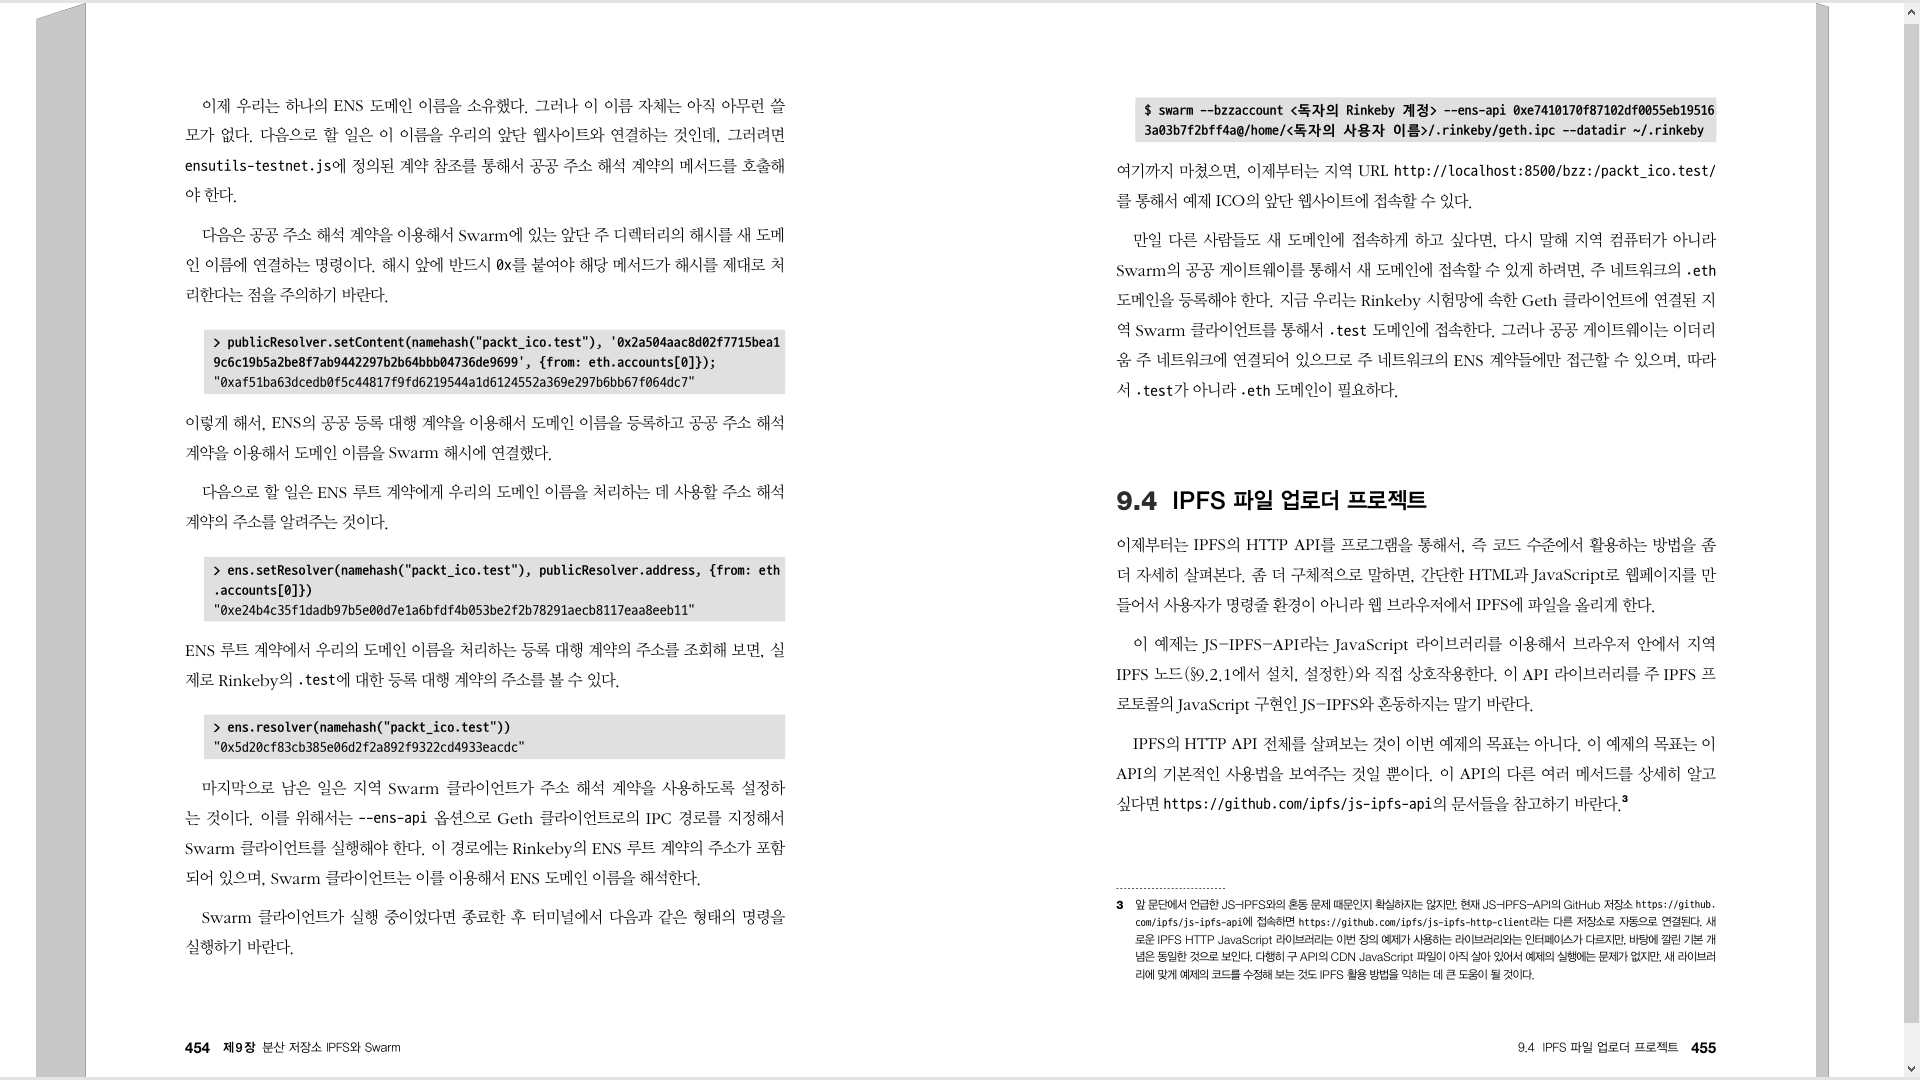 이제 우리는 하나의 ENS 도메인 이름을 소유했다. 그러나 이 이름 자체는 아직 아무런 쓸
모가 없다. 다음으로 할 일은 이 이름을 우리의 앞단 웹사이트와 연결하는 것인데, 그러려면
ensutils-testnet.js에 정의된 계약 참조를 통해서 공공 주소 해석 계약의 메서드를 호출해
야 한다.
다음은 공공 주소 해석 계약을 이용해서 Swarm에 있는 앞단 주 디렉터리의 해시를 새 도메
인 이름에 연결하는 명령이다. 해시 앞에 반드시 0x를 붙여야 해당 메서드가 해시를 제대로 처
리한다는 점을 주의하기 바란다.
> publicResolver.setContent(namehash("packt_ico.test"), '0x2a504aac8d02f7715bea1
9c6c19b5a2be8f7ab9442297b2b64bbb04736de9699', {from: eth.accounts[0]});
"0xaf51ba63dcedb0f5c44817f9fd6219544a1d6124552a369e297b6bb67f064dc7"
이렇게 해서, ENS의 공공 등록 대행 계약을 이용해서 도메인 이름을 등록하고 공공 주소 해석
계약을 이용해서 도메인 이름을 Swarm 해시에 연결했다.
다음으로 할 일은 ENS 루트 계약에게 우리의 도메인 이름을 처리하는 데 사용할 주소 해석
계약의 주소를 알려주는 것이다.
> ens.setResolver(namehash("packt_ico.test"), publicResolver.address, {from: eth
.accounts[0]})
"0xe24b4c35f1dadb97b5e00d7e1a6bfdf4b053be2f2b78291aecb8117eaa8eeb11"
ENS 루트 계약에서 우리의 도메인 이름을 처리하는 등록 대행 계약의 주소를 조회해 보면, 실
제로 Rinkeby의 .test에 대한 등록 대행 계약의 주소를 볼 수 있다.
> ens.resolver(namehash("packt_ico.test"))
"0x5d20cf83cb385e06d2f2a892f9322cd4933eacdc"
마지막으로 남은 일은 지역 Swarm 클라이언트가 주소 해석 계약을 사용하도록 설정하
는 것이다. 이를 위해서는 --ens-api 옵션으로 Geth 클라이언트로의 IPC 경로를 지정해서
Swarm 클라이언트를 실행해야 한다. 이 경로에는 Rinkeby의 ENS 루트 계약의 주소가 포함
되어 있으며, Swarm 클라이언트는 이를 이용해서 ENS 도메인 이름을 해석한다.
Swarm 클라이언트가 실행 중이었다면 종료한 후 터미널에서 다음과 같은 형태의 명령을
실행하기 바란다.
454 제9장 분산 저장소 IPFS와 Swarm
$ swarm --bzzaccount <독자의 Rinkeby 계정> --ens-api 0xe7410170f87102df0055eb19516
3a03b7f2bff4a@/home/<독자의 사용자 이름>/.rinkeby/geth.ipc --datadir ~/.rinkeby
여기까지 마쳤으면, 이제부터는 지역 URL http://localhost:8500/bzz:/packt_ico.test/
를 통해서 예제 ICO의 앞단 웹사이트에 접속할 수 있다.
만일 다른 사람들도 새 도메인에 접속하게 하고 싶다면, 다시 말해 지역 컴퓨터가 아니라
Swarm의 공공 게이트웨이를 통해서 새 도메인에 접속할 수 있게 하려면, 주 네트워크의 .eth
도메인을 등록해야 한다. 지금 우리는 Rinkeby 시험망에 속한 Geth 클라이언트에 연결된 지
역 Swarm 클라이언트를 통해서 .test 도메인에 접속한다. 그러나 공공 게이트웨이는 이더리
움 주 네트워크에 연결되어 있으므로 주 네트워크의 ENS 계약들에만 접근할 수 있으며, 따라
서 .test가 아니라 .eth 도메인이 필요하다.
9.4 IPFS 파일 업로더 프로젝트
이제부터는 IPFS의 HTTP API를 프로그램을 통해서, 즉 코드 수준에서 활용하는 방법을 좀
더 자세히 살펴본다. 좀 더 구체적으로 말하면, 간단한 HTML과 JavaScript로 웹페이지를 만
들어서 사용자가 명령줄 환경이 아니라 웹 브라우저에서 IPFS에 파일을 올리게 한다.
이 예제는 JS-IPFS-API라는 JavaScript 라이브러리를 이용해서 브라우저 안에서 지역
IPFS 노드(§9.2.1에서 설치, 설정한)와 직접 상호작용한다. 이 API 라이브러리를 주 IPFS 프
로토콜의 JavaScript 구현인 JS-IPFS와 혼동하지는 말기 바란다.
IPFS의 HTTP API 전체를 살펴보는 것이 이번 예제의 목표는 아니다. 이 예제의 목표는 이
API의 기본적인 사용법을 보여주는 것일 뿐이다. 이 API의 다른 여러 메서드를 상세히 알고
싶다면 https://github.com/ipfs/js-ipfs-api의 문서들을 참고하기 바란다.3
3 앞 문단에서 언급한 JS-IPFS와의 혼동 문제 때문인지 확실하지는 않지만, 현재 JS-IPFS-API의 GitHub 저장소 https://github.
com/ipfs/js-ipfs-api에 접속하면 https://github.com/ipfs/js-ipfs-http-client라는 다른 저장소로 자동으로 연결된다. 새
로운 IPFS HTTP JavaScript 라이브러리는 이번 장의 예제가 사용하는 라이브러리와는 인터페이스가 다르지만, 바탕에 깔린 기본 개
념은 동일한 것으로 보인다. 다행히 구 API의 CDN JavaScript 파일이 아직 살아 있어서 예제의 실행에는 문제가 없지만, 새 라이브러
리에 맞게 예제의 코드를 수정해 보는 것도 IPFS 활용 방법을 익히는 데 큰 도움이 될 것이다.
9.4 IPFS 파일 업로더 프로젝트 455